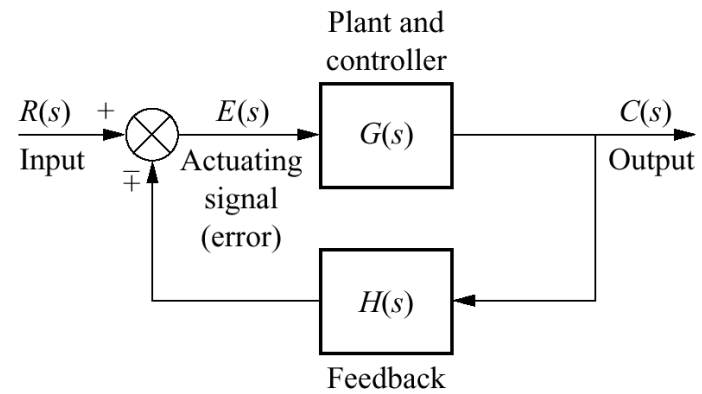 Plant and
controller
R(s) +
E(s)
G(s)
C(s)
Input
∓
Actuating
signal
(error)
Output
H(s)
Feedback